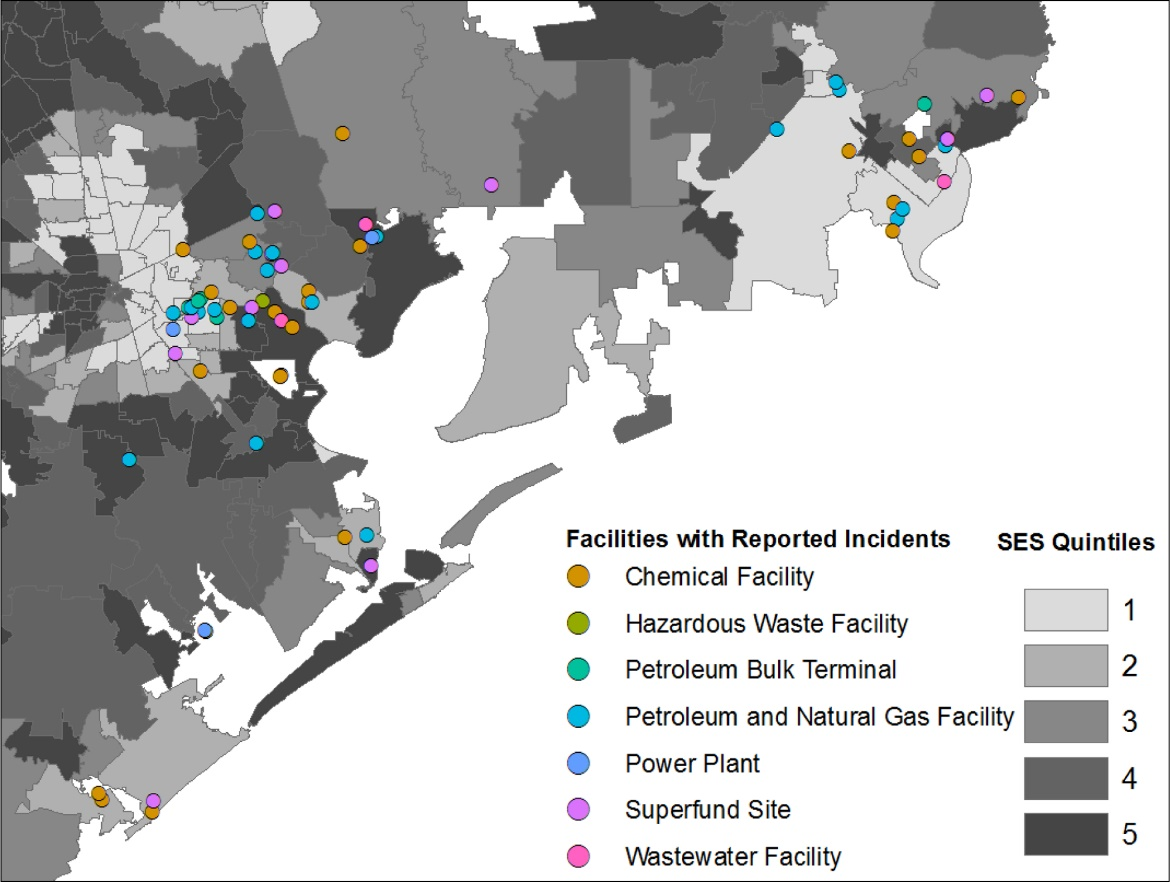 Facilities with Reported Incidents
Chemical Facility
Hazardous Waste Facility
Petroleum Bulk Terminal
Petroleum and Natural Gas Facility
Power Plant
Superfund Site
Wastewater Facility
SES Quintiles
1
2
3
4
5